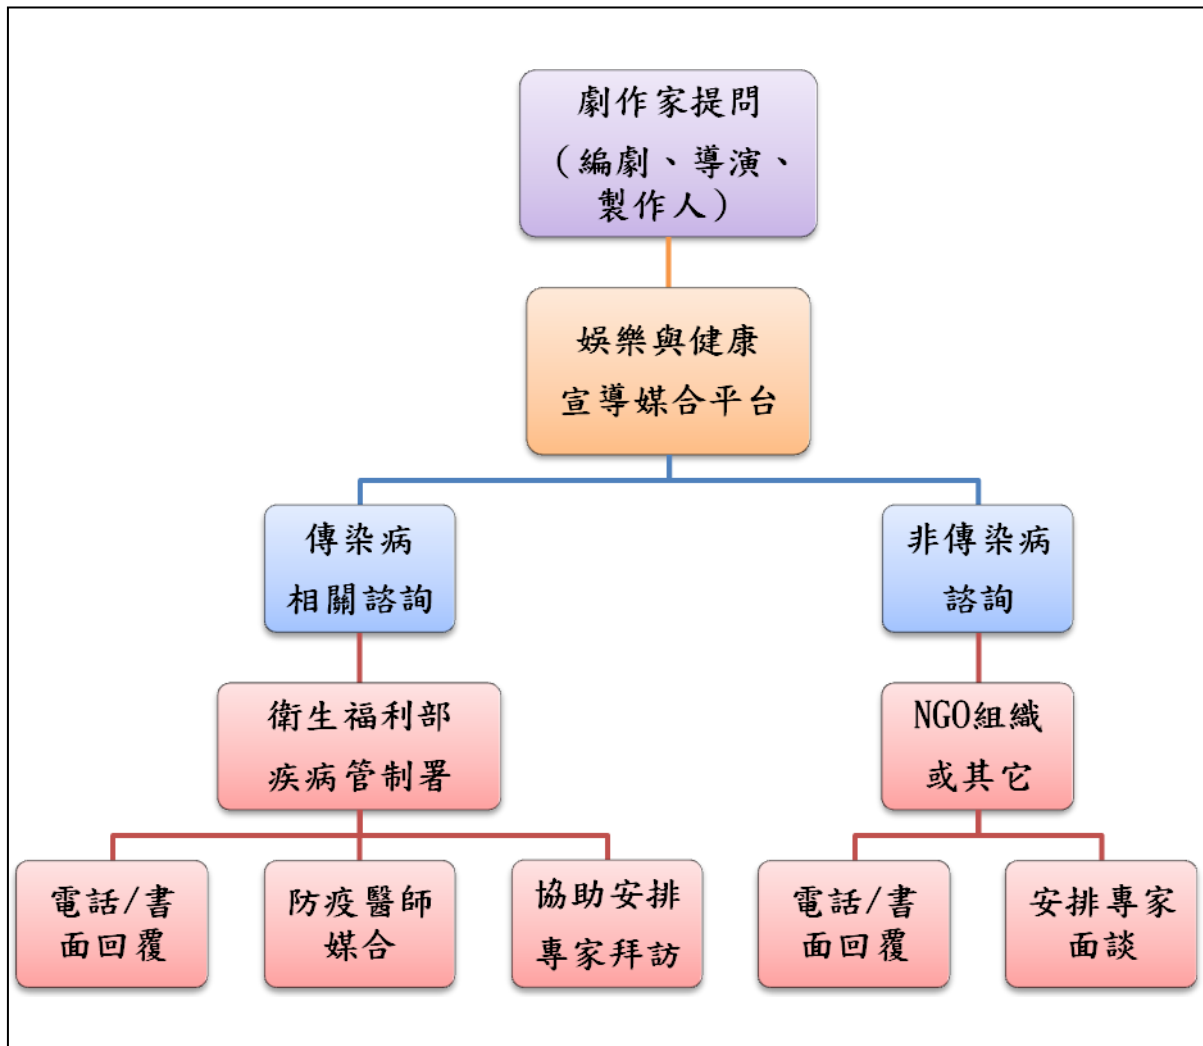 劇作家提問
（編劇、導演、
製作人）
娛樂與健康
宣導媒合平台
傳染病
相關諮詢
非傳染病
諮詢
衛生福利部
疾病管制署
NGO組織
或其它
電話/書
面回覆
防疫醫師
媒合
協助安排
專家拜訪
電話/書
面回覆
安排專家
面談